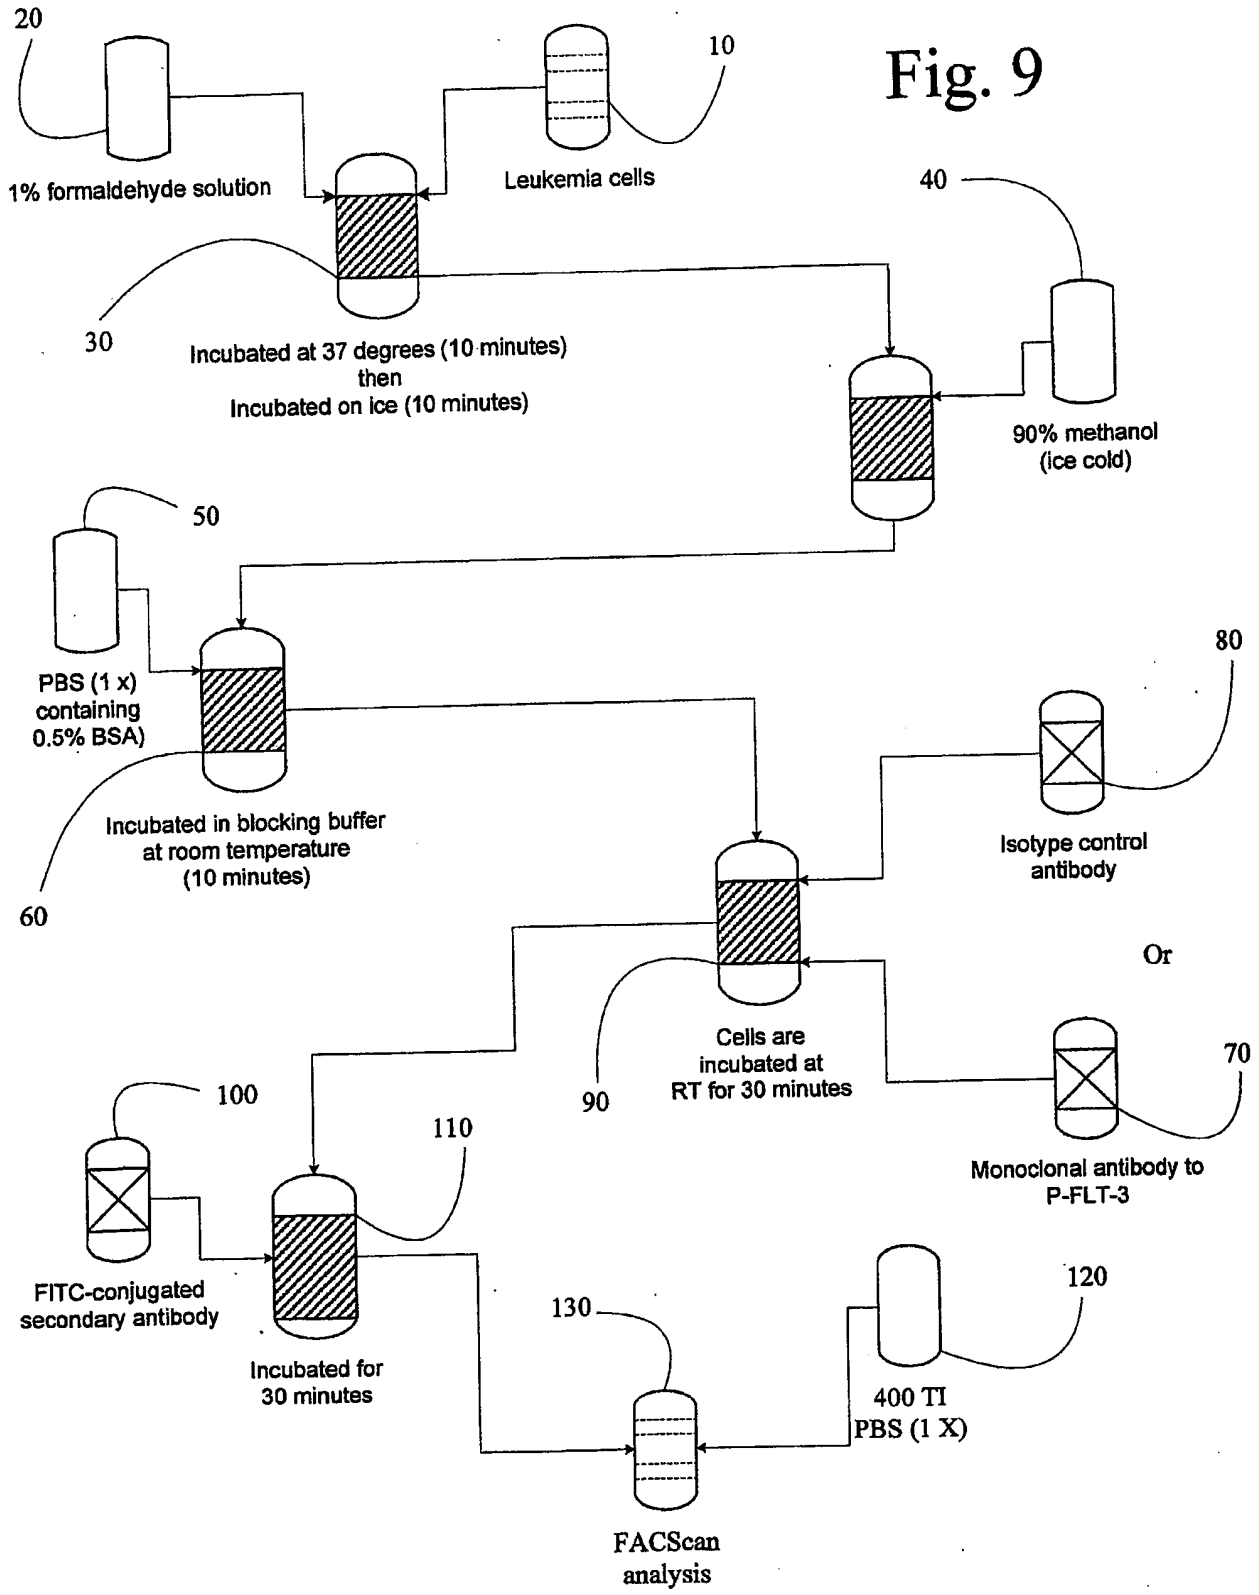 20
10
Fig. 9
1% formaldehyde solution
Leukemia cells
40
30
Incubated at 37 degrees (10 minutes)
then
Incubated on ice (10 minutes)
90% methanol
(ice cold)
50
PBS (1 x)
containing
0.5% BSA)
80
Incubated in blocking buffer
at room temperature
(10 minutes)
60
Isotype control
antibody
Or
Cells are
incubated at
RT for 30 minutes
90
70
100
110
Monoclonal antibody to
P-FLT-3
FITC-conjugated
secondary antibody
120
130
Incubated for
30 minutes
400 TI
PBS (1 X)
FACScan
analysis